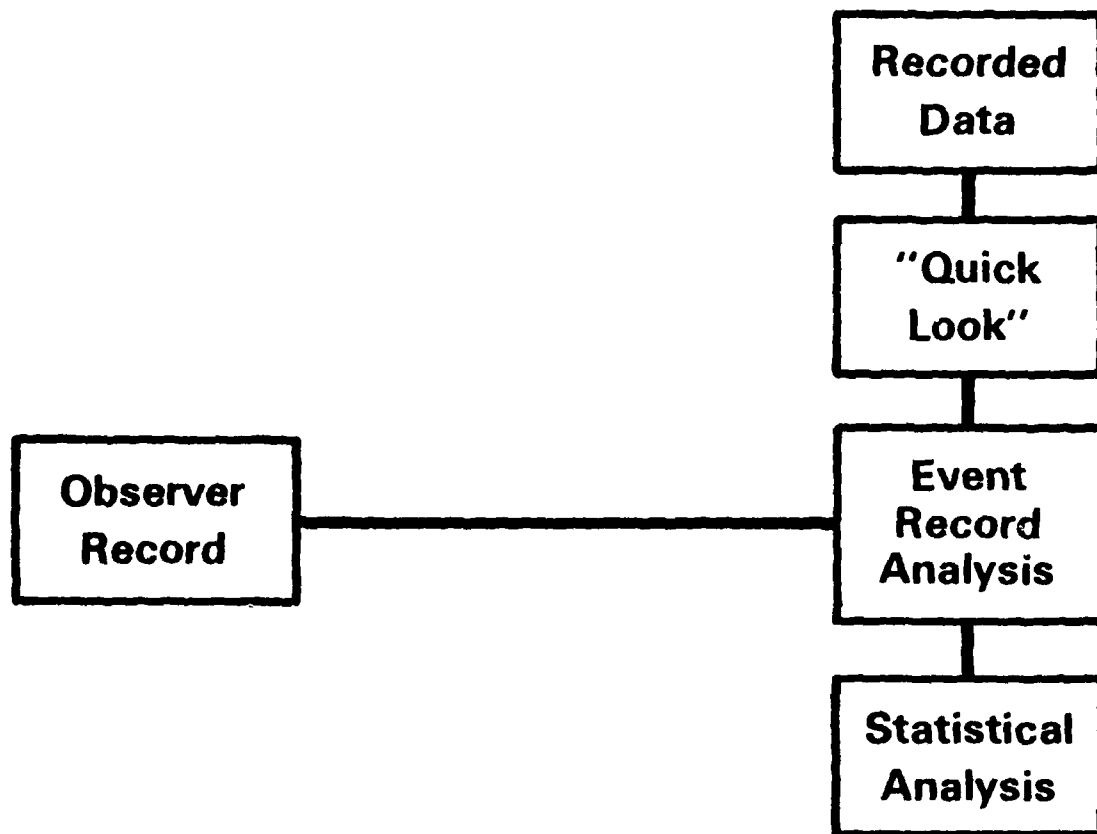 Recorded
Data
"Quick
Look"
Observer
Record
Event
Record
Analysis
Statistical
Analysis